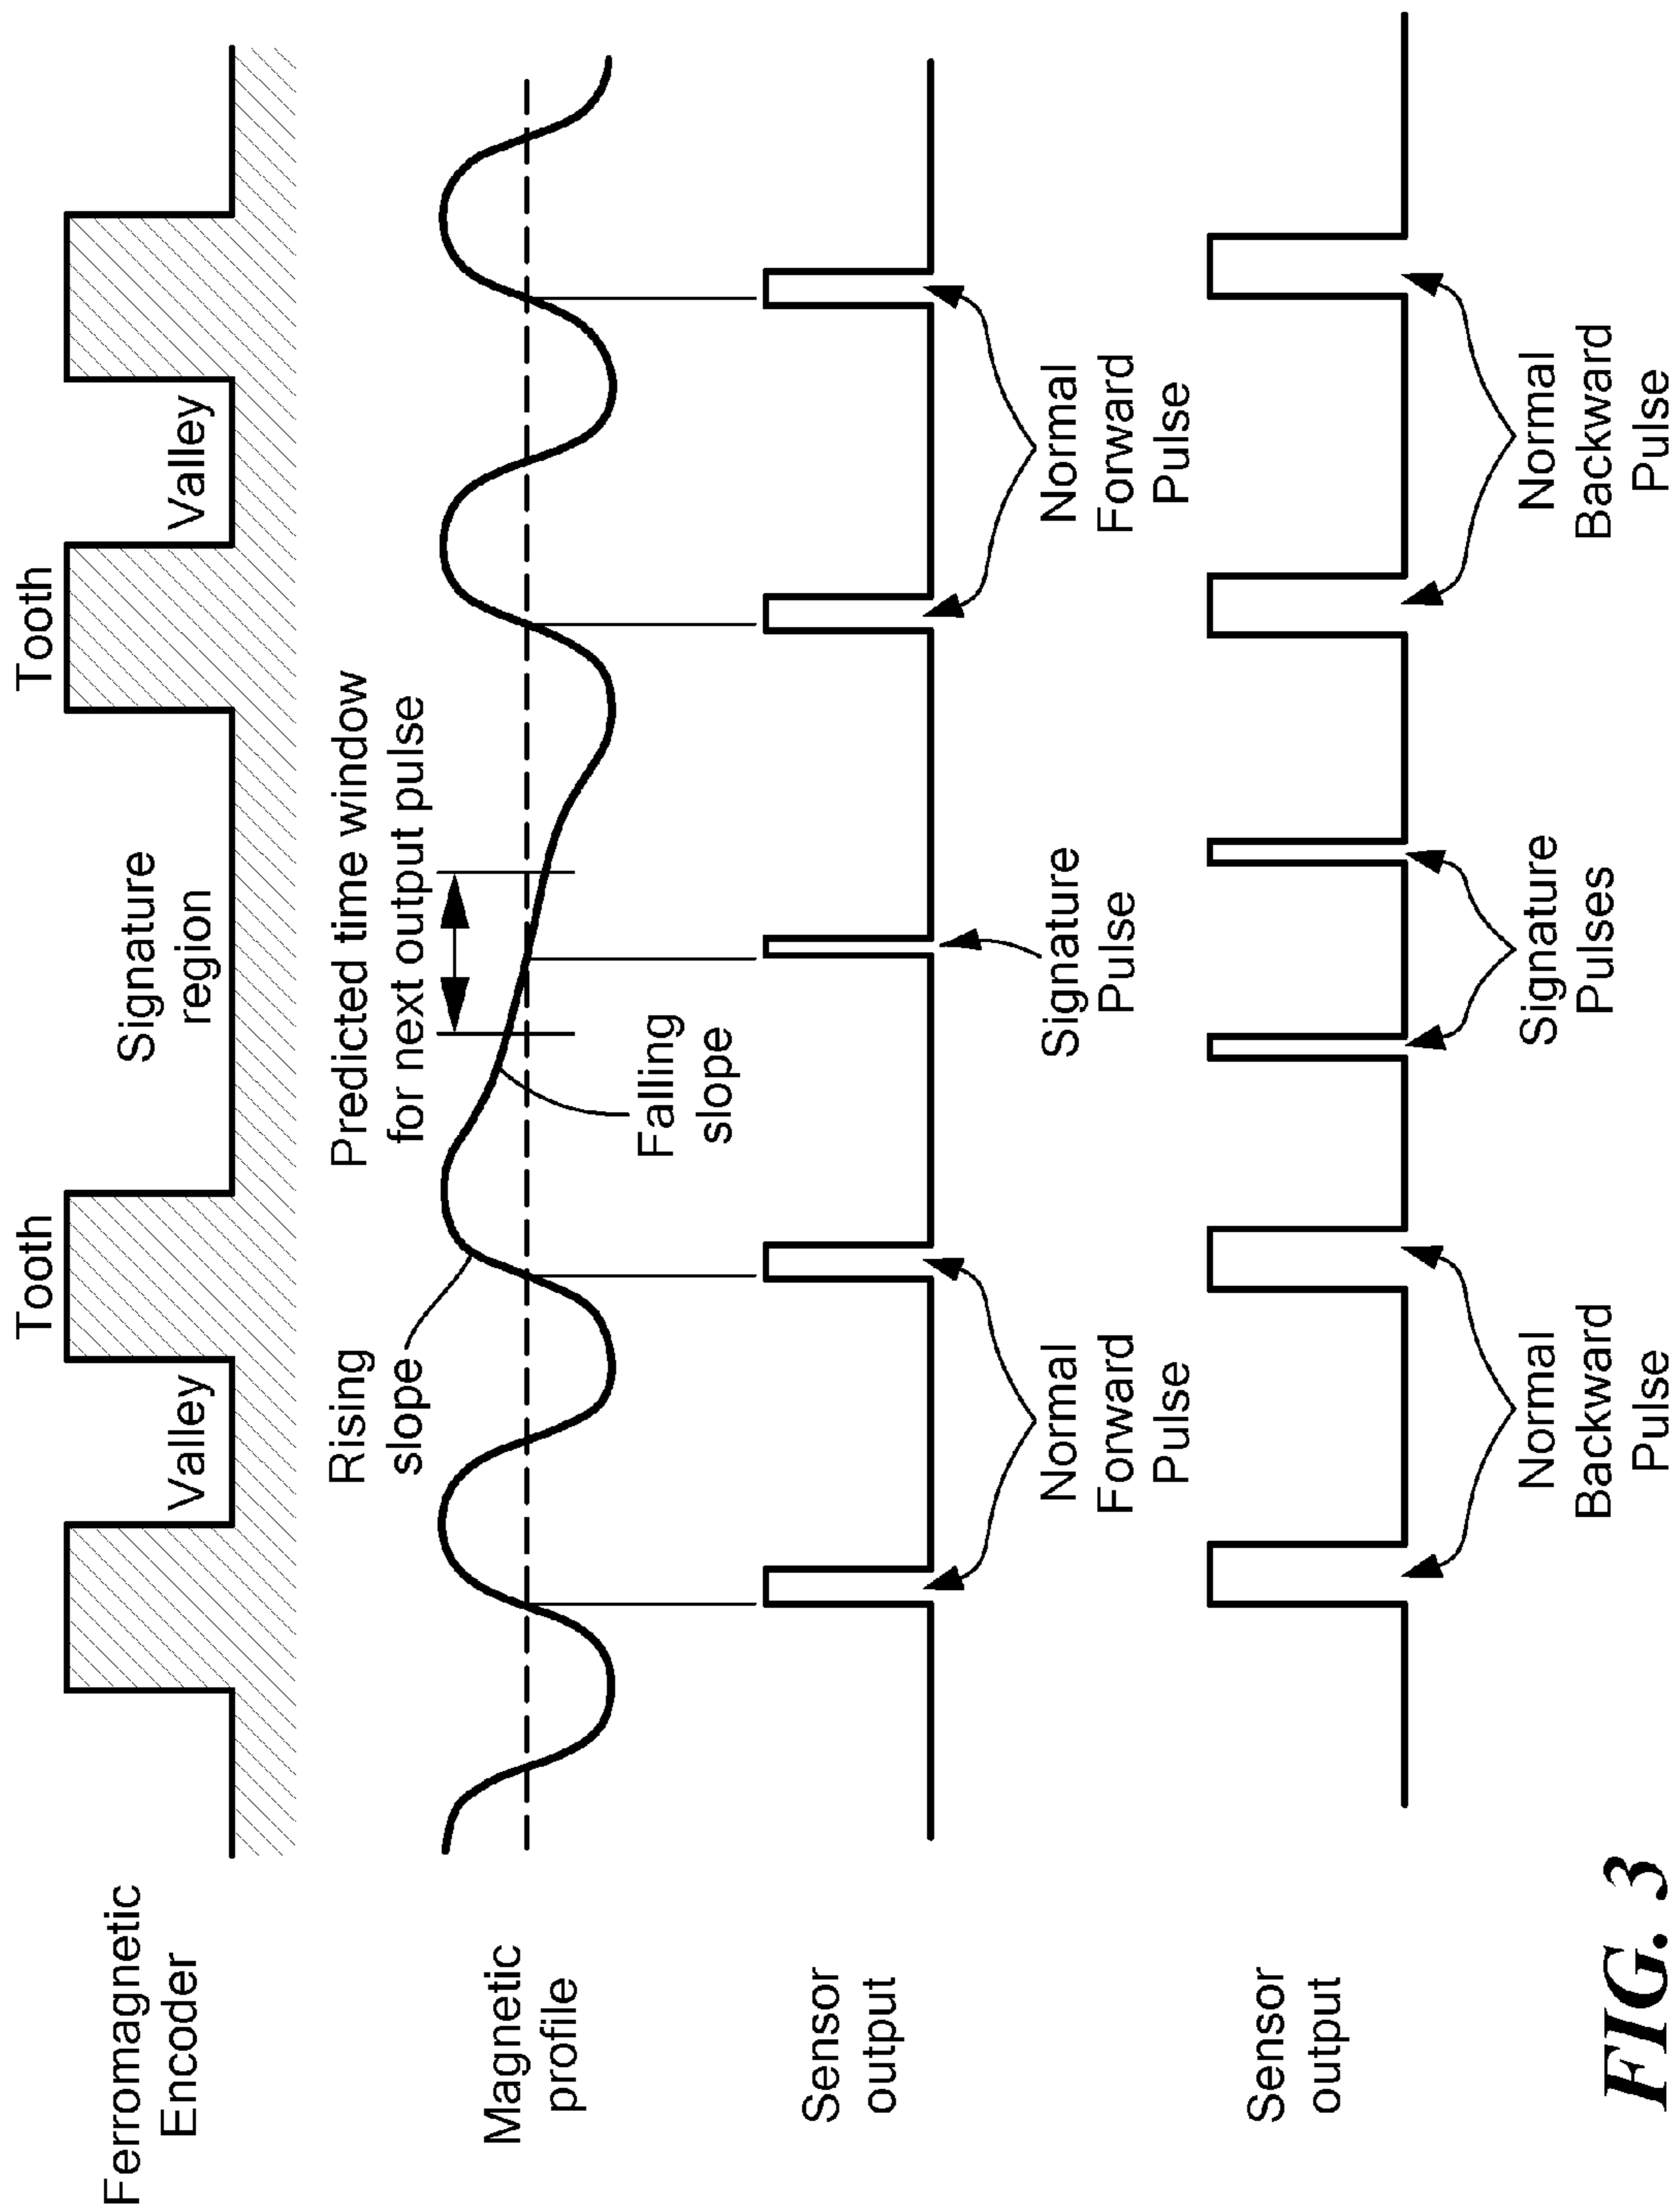 Ferromagnetic
Encoder
Tooth
Tooth
Valley
Signature
region
Valley
Magnetic
profile
Rising
slope
Predicted time window
for next output pulse
Falling
slope
Sensor
output
Normal
Forward
Pulse
Signature
Pulse
Normal
Forward
Pulse
Sensor
output
Normal
Backward
Pulse
Signature
Pulses
Normal
Backward
Pulse
FIG. 3